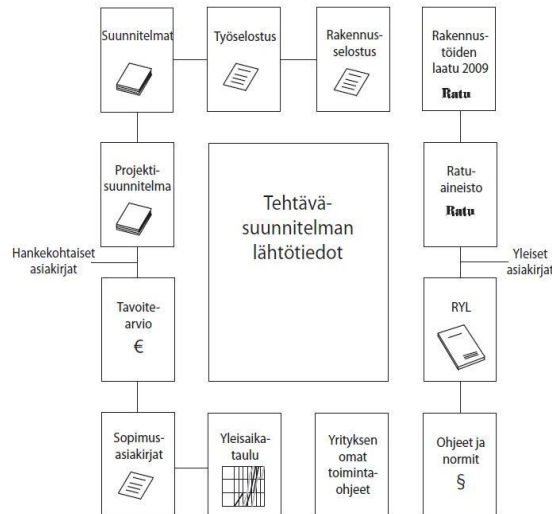 Suunnitelmat
Työselostus
Rakennus-
selostus
Rakennus-
töiden
laatu 2009
Ratu
Projekti-
suunnitelma
Tehtävä-
suunnitelman
lähtötiedot
Ratu-
aineisto
Ratu
Hankekohtaiset
asiakirjat
Yleiset
asiakirjat
Tavoite-
arvio
€
RYL
Sopimus-
asiakirjat
Yleisaika-
taulu
Yrityksen
omat
toiminta-
ohjeet
Ohjeet ja
normit
§